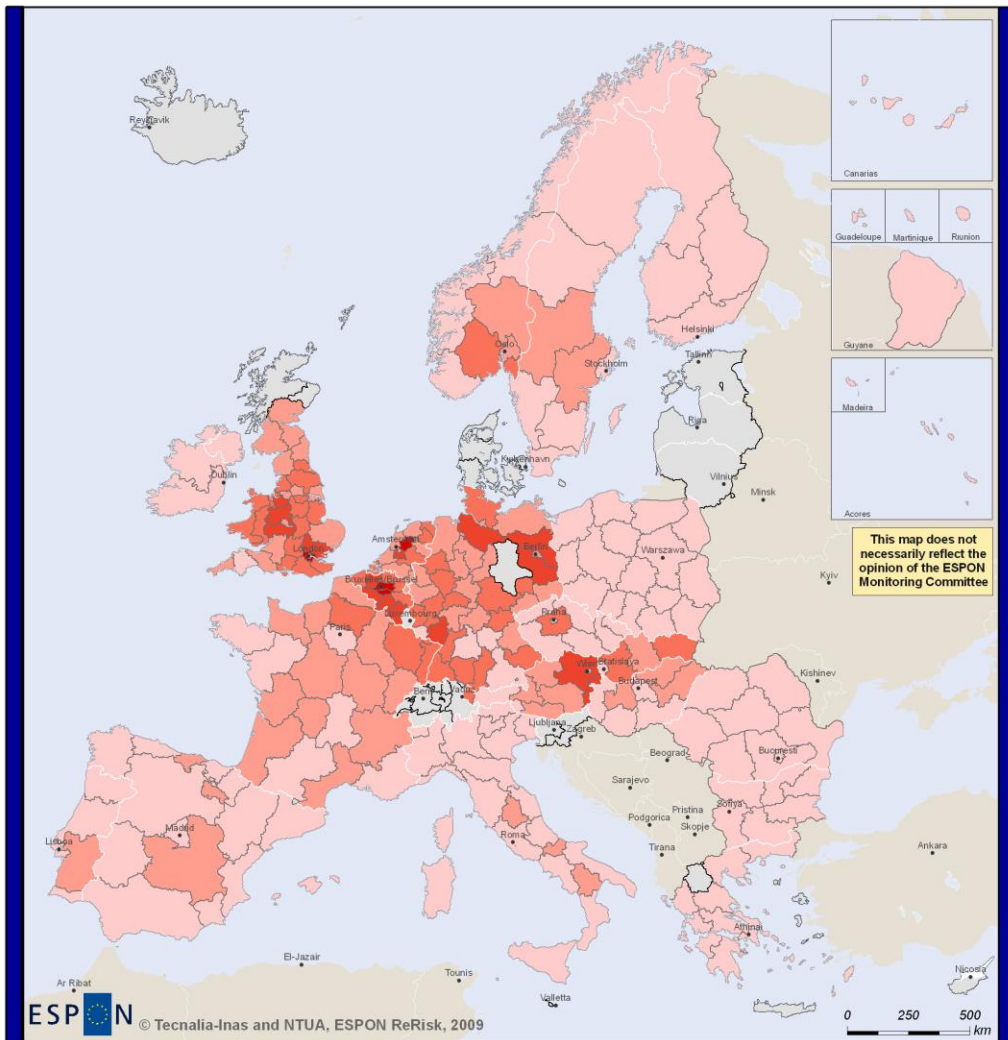 Reykjavik
Canarias
Guadeloupe
Martinique
Riunion
Guyane
Madeira
Acores
This map does not
necessarily reflect the
opinion of the ESPON
Monitoring Committee
Oslo
Helsinki
Tallinn
Stockholm
Riga
København
Vilnius
Minsk
Dublin
Amsterdam
Berlin
Warszawa
London
Kyiv
Praha
Paris
Bratislava
Budapest
Kishinev
Bern
Vaduz
Ljubljana
Zagreb
Beograd
Bucuresti
Sarajevo
Pristina
Sofiya
Podgorica
Skopje
Roma
Tirana
Ankara
Madrid
Lisboa
Athinai
El-Jazair
Tounis
Nicosia
Ar Ribat
Valletta
ESPON
© Tecnalia-Inas and NTUA, ESPON ReRisk, 2009
0 250 500
km